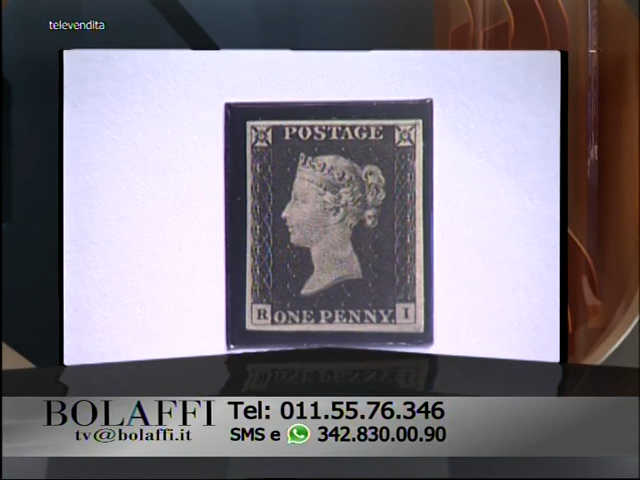 televendita
POSTAGE
R ONE PENNY. I
BOLAFFI Tel: 011.55.76.346
tv@bolaffi.it SMS e 342.830.00.90